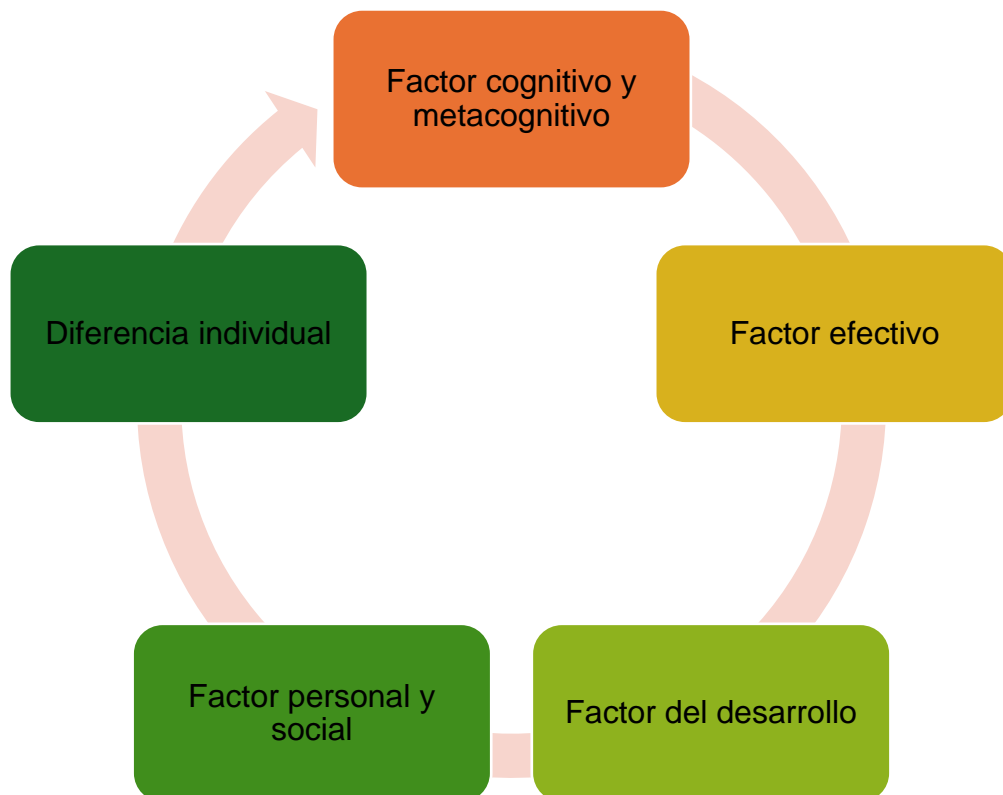 Factor cognitivo y
metacognitivo
Factor efectivo
Factor del desarrollo
Factor personal y
social
Diferencia individual